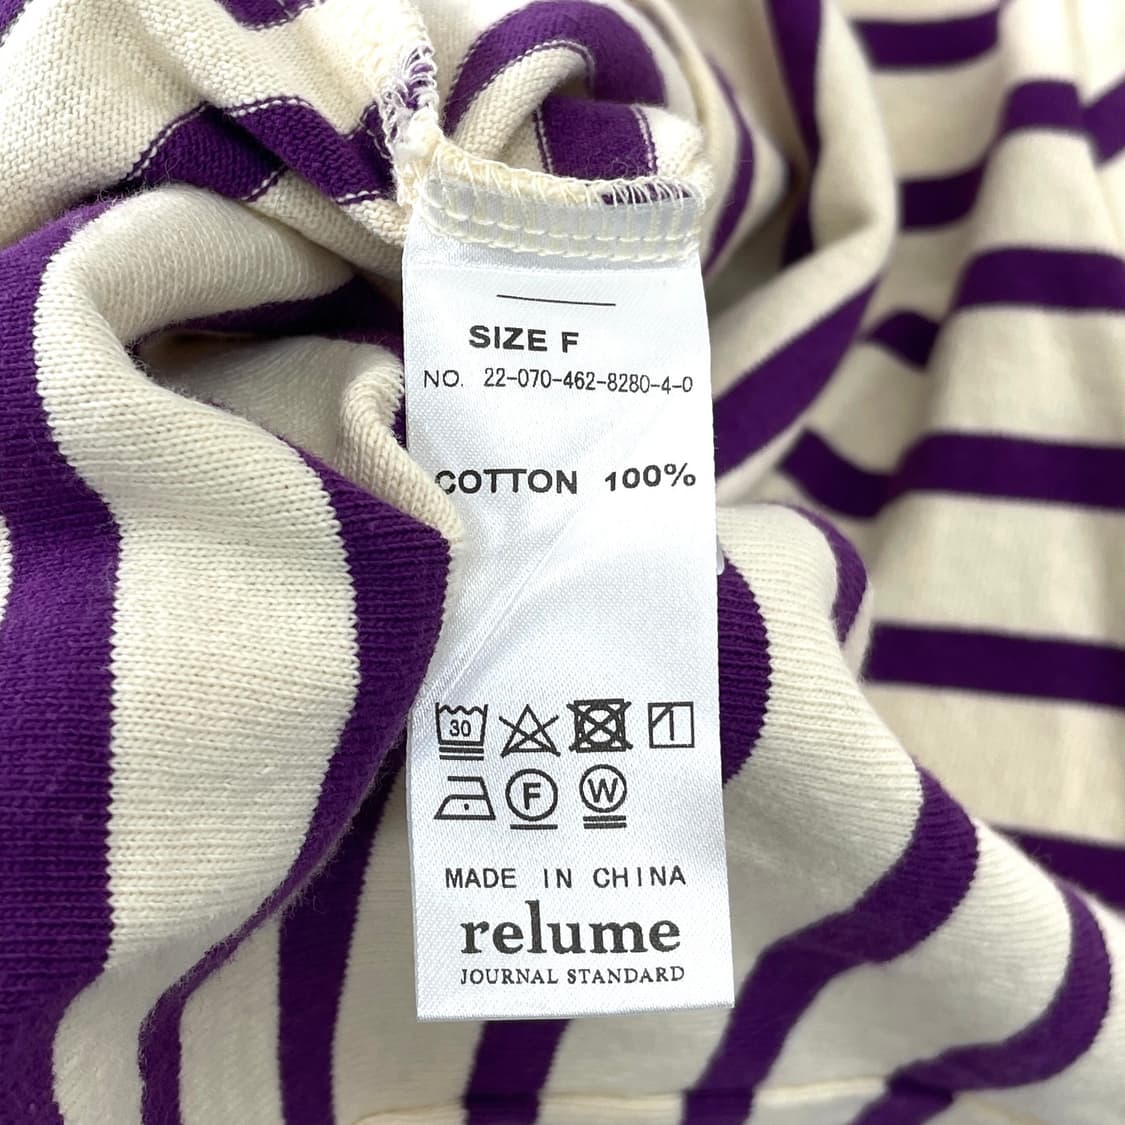 SIZE F
NO. 22-070-462-8280-4-0
COTTON 100%
30
F
W
MADE IN CHINA
relume
JOURNAL STANDARD